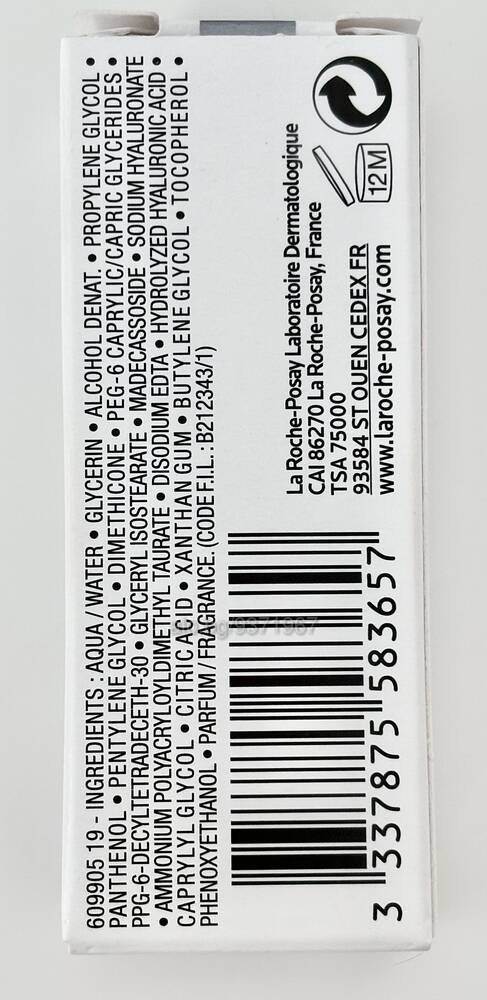 609905 19 - INGREDIENTS : AQUA / WATER • GLYCERIN • ALCOHOL DENAT. • PROPYLENE GLYCOL •
PANTHENOL • PENTYLENE GLYCOL • DIMETHICONE • PEG-6 CAPRYLIC/CAPRIC GLYCERIDES •
PPG-6-DECYLTETRADECETH-30 • GLYCERYL ISOSTEARATE • MADECASSOSIDE • SODIUM HYALURONATE
• AMMONIUM POLYACRYLOYLDIMETHYL TAURATE • DISODIUM EDTA • HYDROLYZED HYALURONIC ACID •
CAPRYLYL GLYCOL • CITRIC ACID • XANTHAN GUM • BUTYLENE GLYCOL • TOCOPHEROL •
PHENOXYETHANOL • PARFUM / FRAGRANCE. (CODE F.I.L. : B212343/1)
La Roche-Posay Laboratoire Dermatologique
CAI 86270 La Roche-Posay, France
TSA 75000
93584 ST OUEN CEDEX FR
www.laroche-posay.com
12 M
3 337875 583657